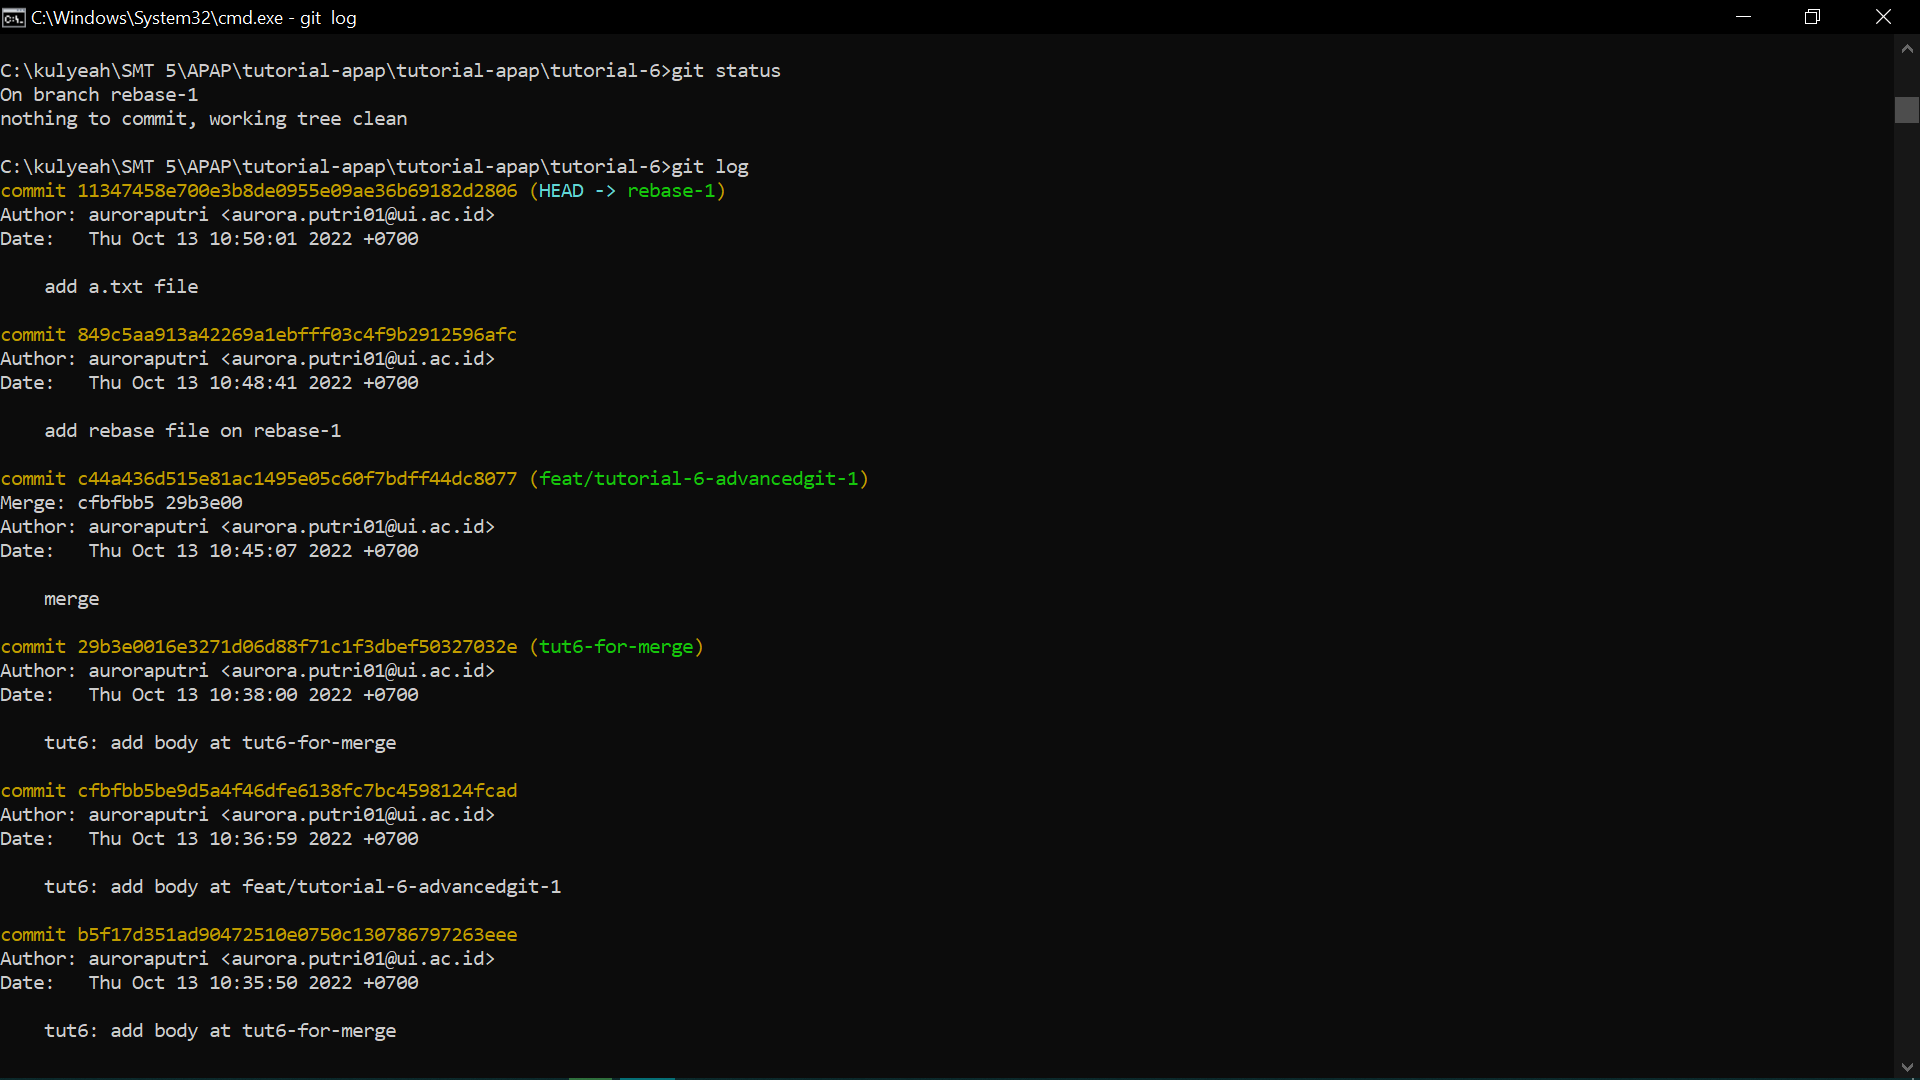 C:\Windows\System32\cmd.exe - git  log
C:\kulyeah\SMT 5\APAP\tutorial-apap\tutorial-apap\tutorial-6>git status
On branch rebase-1
nothing to commit, working tree clean
C:\kulyeah\SMT 5\APAP\tutorial-apap\tutorial-apap\tutorial-6>git log
commit 11347458e700e3b8de0955e09ae36b69182d2806 (HEAD -> rebase-1)
Author: auroraputri <aurora.putri01@ui.ac.id>
Date:   Thu Oct 13 10:50:01 2022 +0700
    add a.txt file
commit 849c5aa913a42269a1ebfff03c4f9b2912596afc
Author: auroraputri <aurora.putri01@ui.ac.id>
Date:   Thu Oct 13 10:48:41 2022 +0700
    add rebase file on rebase-1
commit c44a436d515e81ac1495e05c60f7bdff44dc8077 (feat/tutorial-6-advancedgit-1)
Merge: cfbfbb5 29b3e00
Author: auroraputri <aurora.putri01@ui.ac.id>
Date:   Thu Oct 13 10:45:07 2022 +0700
    merge
commit 29b3e0016e3271d06d88f71c1f3dbef50327032e (tut6-for-merge)
Author: auroraputri <aurora.putri01@ui.ac.id>
Date:   Thu Oct 13 10:38:00 2022 +0700
    tut6: add body at tut6-for-merge
commit cfbfbb5be9d5a4f46dfe6138fc7bc4598124fcad
Author: auroraputri <aurora.putri01@ui.ac.id>
Date:   Thu Oct 13 10:36:59 2022 +0700
    tut6: add body at feat/tutorial-6-advancedgit-1
commit b5f17d351ad90472510e0750c130786797263eee
Author: auroraputri <aurora.putri01@ui.ac.id>
Date:   Thu Oct 13 10:35:50 2022 +0700
    tut6: add body at tut6-for-merge